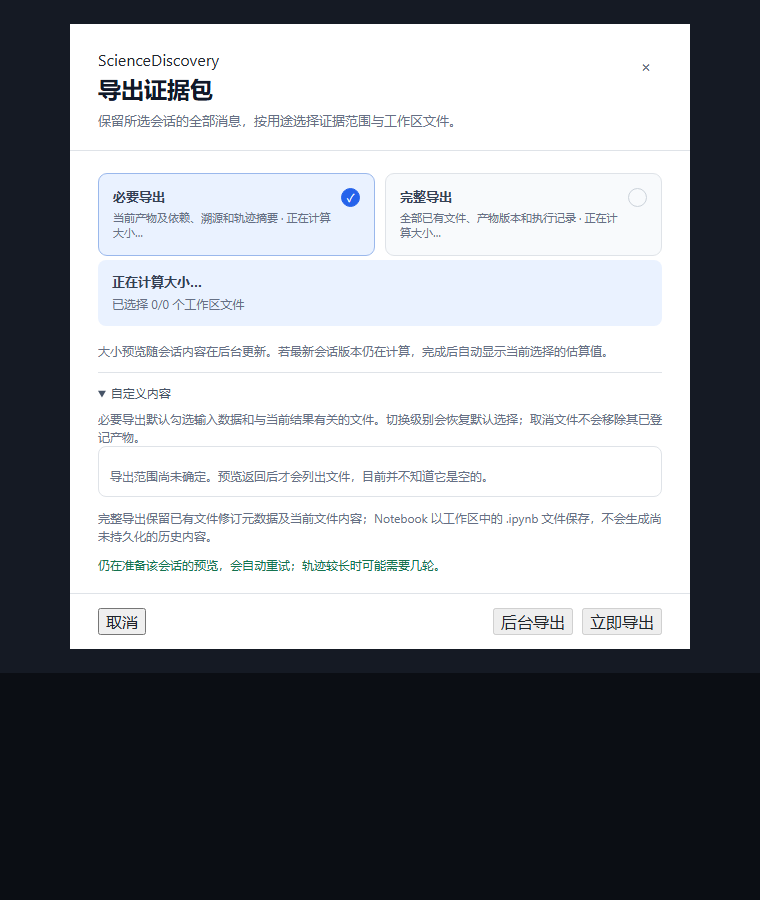 ScienceDiscovery
×
导出证据包
保留所选会话的全部消息，按用途选择证据范围与工作区文件。
必要导出
✓
当前产物及依赖、溯源和轨迹摘要 · 正在计算
大小...
完整导出
全部已有文件、产物版本和执行记录 · 正在计
算大小...
正在计算大小...
已选择 0/0 个工作区文件
大小预览随会话内容在后台更新。若最新会话版本仍在计算，完成后自动显示当前选择的估算值。
▼ 自定义内容
必要导出默认勾选输入数据和与当前结果有关的文件。切换级别会恢复默认选择；取消文件不会移除其已登
记产物。
导出范围尚未确定。预览返回后才会列出文件，目前并不知道它是空的。
完整导出保留已有文件修订元数据及当前文件内容；Notebook 以工作区中的 .ipynb 文件保存，不会生成尚
未持久化的历史内容。
仍在准备该会话的预览，会自动重试；轨迹较长时可能需要几轮。
取消
后台导出
立即导出